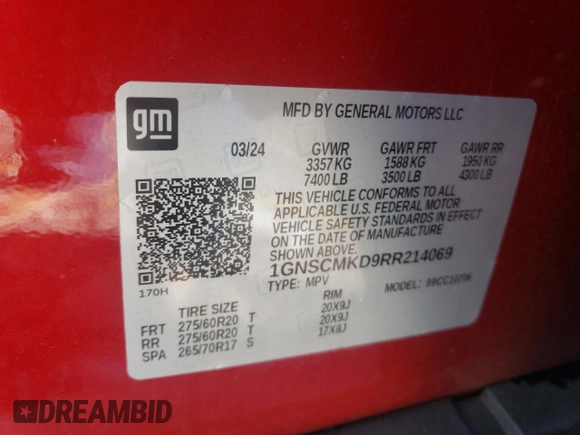 gm
MFD BY GENERAL MOTORS LLC
03/24 GVWR GAWR FRT GAWR RR
3357 KG 1588 KG 1950 KG
7400 LB 3500 LB 4300 LB
THIS VEHICLE CONFORMS TO ALL
APPLICABLE U.S. FEDERAL MOTOR
VEHICLE SAFETY STANDARDS IN EFFECT
ON THE DATE OF MANUFACTURE
SHOWN ABOVE.
1GNSCMKD9RR214069
170H
TYPE: MPV MODEL: 99CC10706
TIRE SIZE RIM
FRT 275/60R20 T 20X9J
RR 275/60R20 T 20X9J
SPA 265/70R17 S 17X8J
DREAMBID